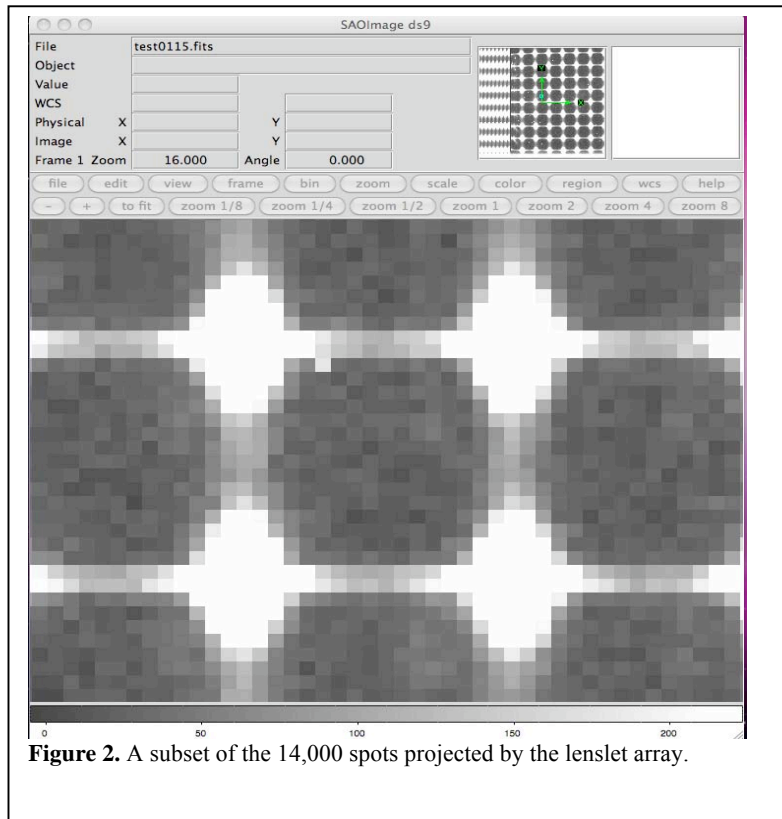 SAOImage ds9
File test0115.fits
Object
Value
WCS
Physical X Y
Image X Y
Frame 1 Zoom 16.000 Angle 0.000
file edit view frame bin zoom scale color region wcs help
- + to fit zoom 1/8 zoom 1/4 zoom 1/2 zoom 1 zoom 2 zoom 4 zoom 8
0 50 100 150 200
Figure 2. A subset of the 14,000 spots projected by the lenslet array.